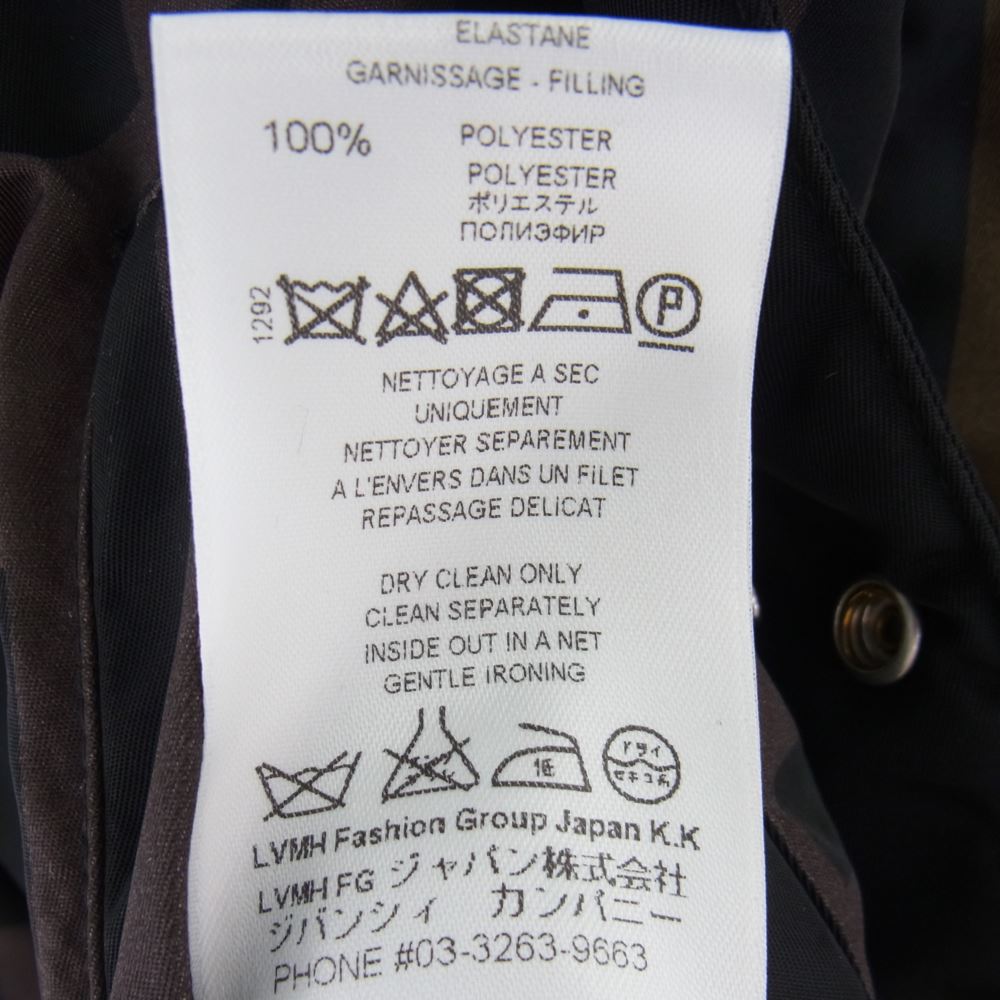 ELASTANE
GARNISSAGE - FILLING
100% POLYESTER
POLYESTER
ポリエステル
ПОЛИЭФИР
1292
P
NETTOYAGE A SEC
UNIQUEMENT
NETTOYER SEPAREMENT
A L'ENVERS DANS UN FILET
REPASSAGE DELICAT
DRY CLEAN ONLY
CLEAN SEPARATELY
INSIDE OUT IN A NET
GENTLE IRONING
低 ドライ
セキユ系
LVMH Fashion Group Japan K.K
LVMH FG ジャパン株式会社
ジバンシィ カンパニー
PHONE #03-3263-9663